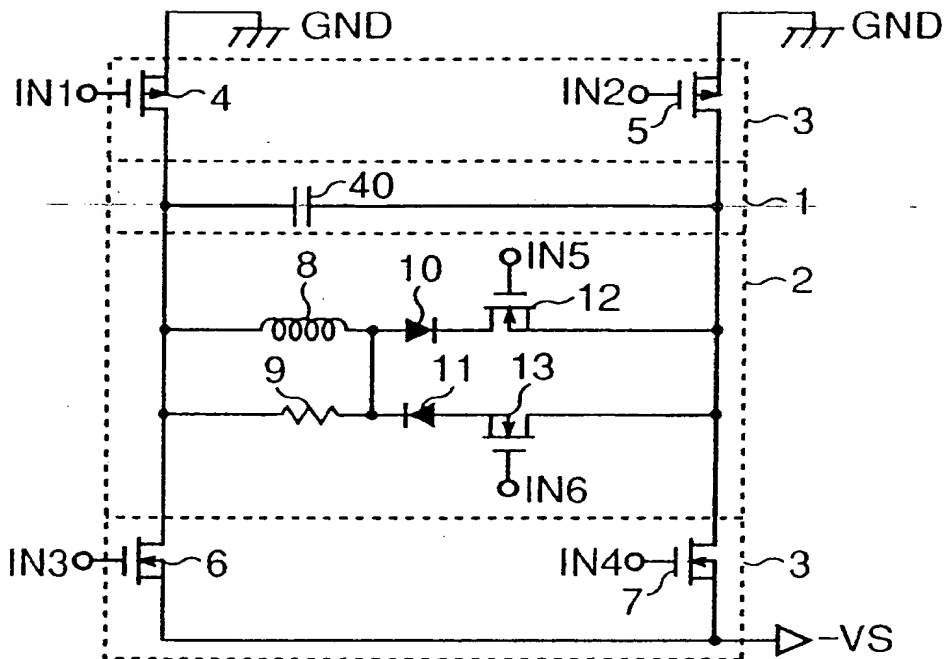 GND GND
IN1 4 IN2 5 3
40 1
IN5
8 10 12 2
9 11 13
IN6
IN3 6 IN4 7 3
-VS